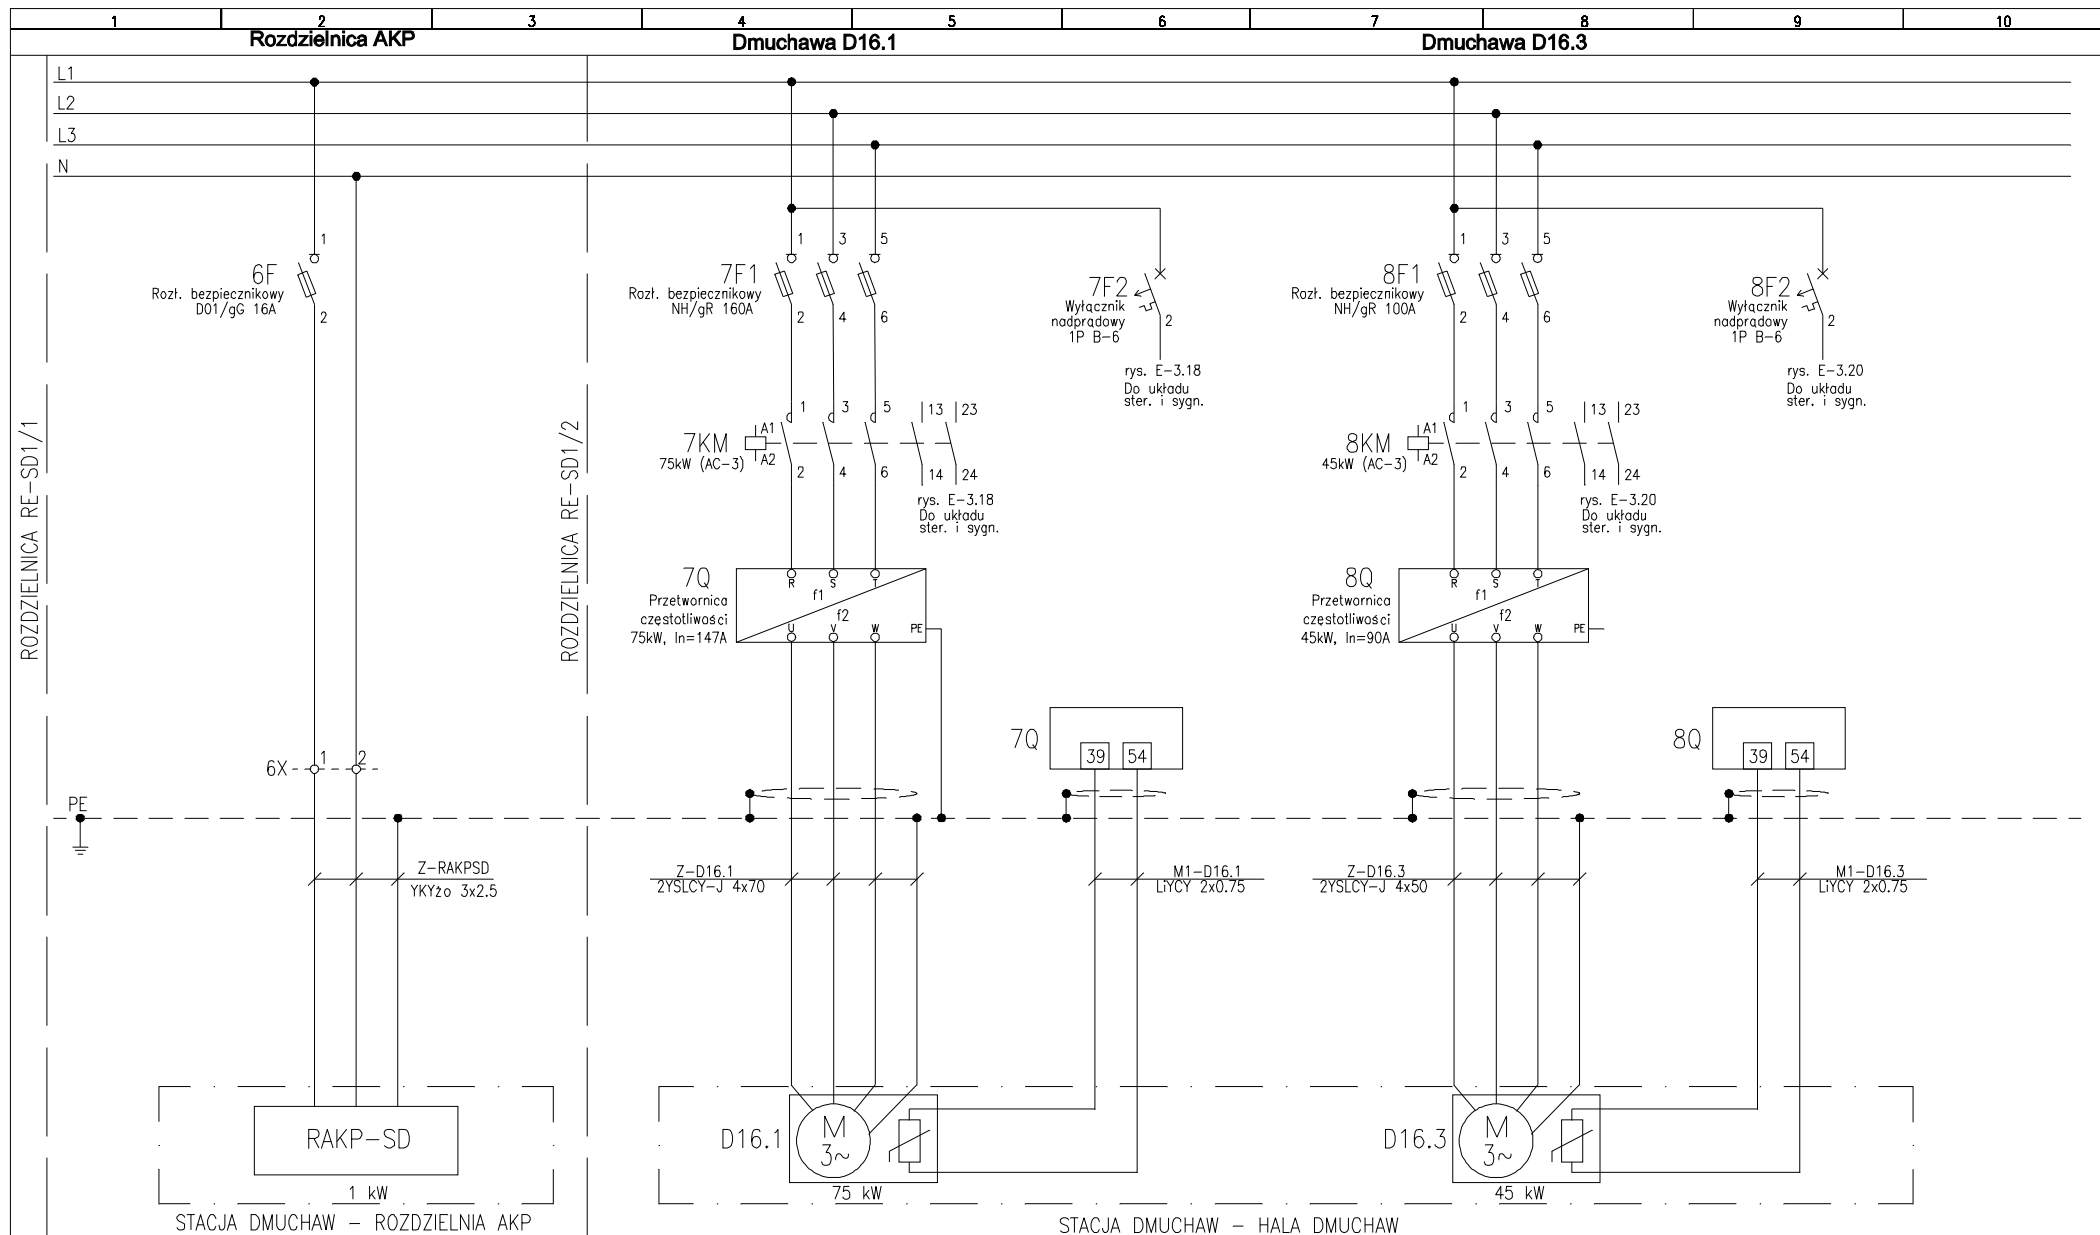 1 2 3 4 5 6 7 8 9 10
Rozdzielnica AKP
Dmuchawa D16.1
Dmuchawa D16.3
L1
L2
L3
N
ROZDZIELNICA RE-SD1/1
ROZDZIELNICA RE-SD1/2
1
6F
Rozł. bezpiecznikowy
D01/gG 16A
2
1 3 5
7F1
Rozł. bezpiecznikowy
NH/gR 160A
2 4 6
7F2
Wyłącznik
nadprądowy
1P B-6
2
rys. E-3.18
Do układu
ster. i sygn.
1 3 5
8F1
Rozł. bezpiecznikowy
NH/gR 100A
2 4 6
8F2
Wyłącznik
nadprądowy
1P B-6
2
rys. E-3.20
Do układu
ster. i sygn.
1 3 5 13 23
7KM
75kW (AC-3)
A1
A2
2 4 6 14 24
rys. E-3.18
Do układu
ster. i sygn.
1 3 5 13 23
8KM
45kW (AC-3)
A1
A2
2 4 6 14 24
rys. E-3.20
Do układu
ster. i sygn.
7Q
Przetwornica
częstotliwości
75kW, In=147A
R S T
f1
f2
U V W PE
8Q
Przetwornica
częstotliwości
45kW, In=90A
R S T
f1
f2
U V W PE
7Q
39 54
8Q
39 54
6X
1 2
PE
Z-RAKPSD
YKYżo 3x2.5
Z-D16.1
2YSLCY-J 4x70
M1-D16.1
LiYCY 2x0.75
Z-D16.3
2YSLCY-J 4x50
M1-D16.3
LiYCY 2x0.75
RAKP-SD
1 kW
D16.1
M
3~
75 kW
D16.3
M
3~
45 kW
STACJA DMUCHAW - ROZDZIELNIA AKP
STACJA DMUCHAW - HALA DMUCHAW